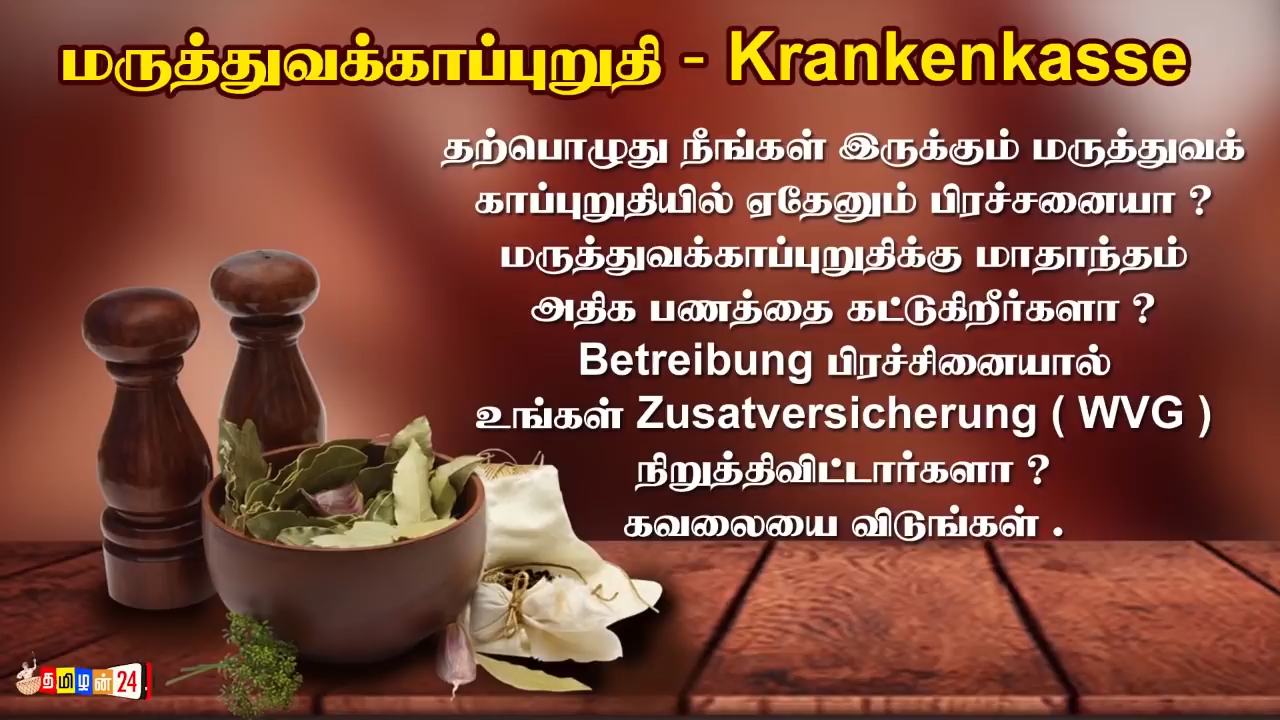 மருத்துவக்காப்புறுதி - Krankenkasse
தற்பொழுது நீங்கள் இருக்கும் மருத்துவக்
காப்புறுதியில் ஏதேனும் பிரச்சனையா ?
மருத்துவக்காப்புறுதிக்கு மாதாந்தம்
அதிக பணத்தை கட்டுகிறீர்களா ?
Betreibung பிரச்சினையால்
உங்கள் Zusatversicherung ( WVG )
நிறுத்திவிட்டார்களா ?
கவலையை விடுங்கள் .
தமிழன் 24